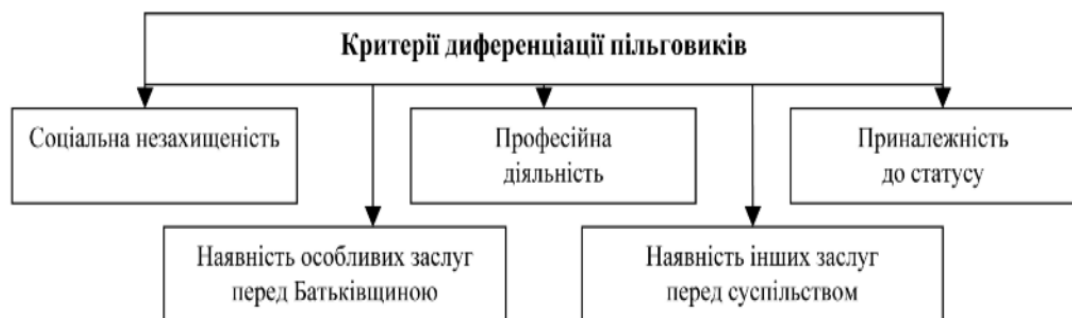 Критерії диференціації пільговиків
Соціальна незахищеність
Професійна
діяльність
Приналежність
до статусу
Наявність особливих заслуг
перед Батьківщиною
Наявність інших заслуг
перед суспільством